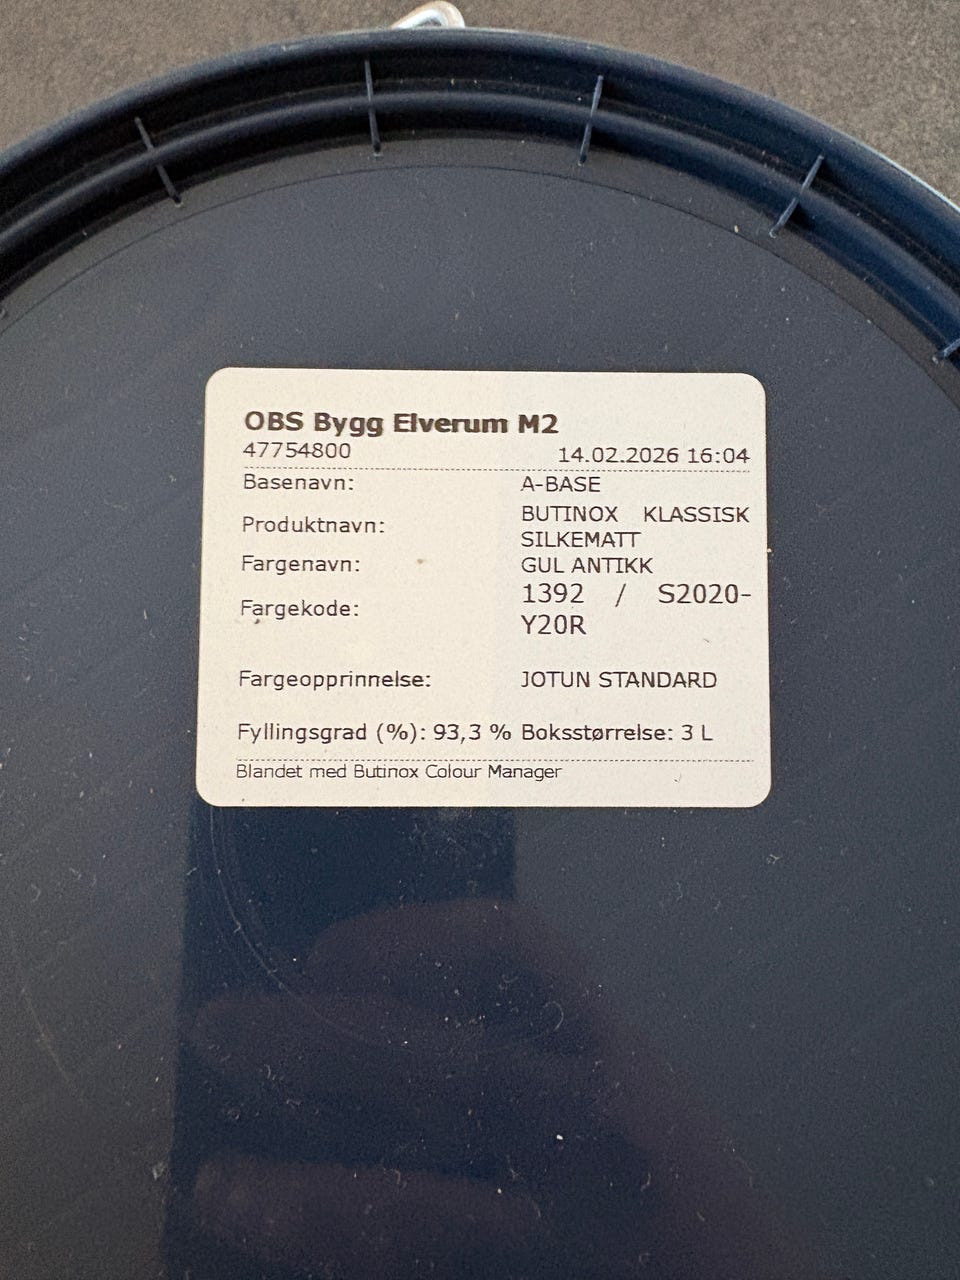 OBS Bygg Elverum M2
47754800 14.02.2026 16:04
Basenavn: A-BASE
Produktnavn: BUTINOX KLASSISK
SILKEMATT
Fargenavn: GUL ANTIKK
Fargekode: 1392 / S2020-
Y20R
Fargeopprinnelse: JOTUN STANDARD
Fyllingsgrad (%): 93,3 % Boksstørrelse: 3 L
Blandet med Butinox Colour Manager